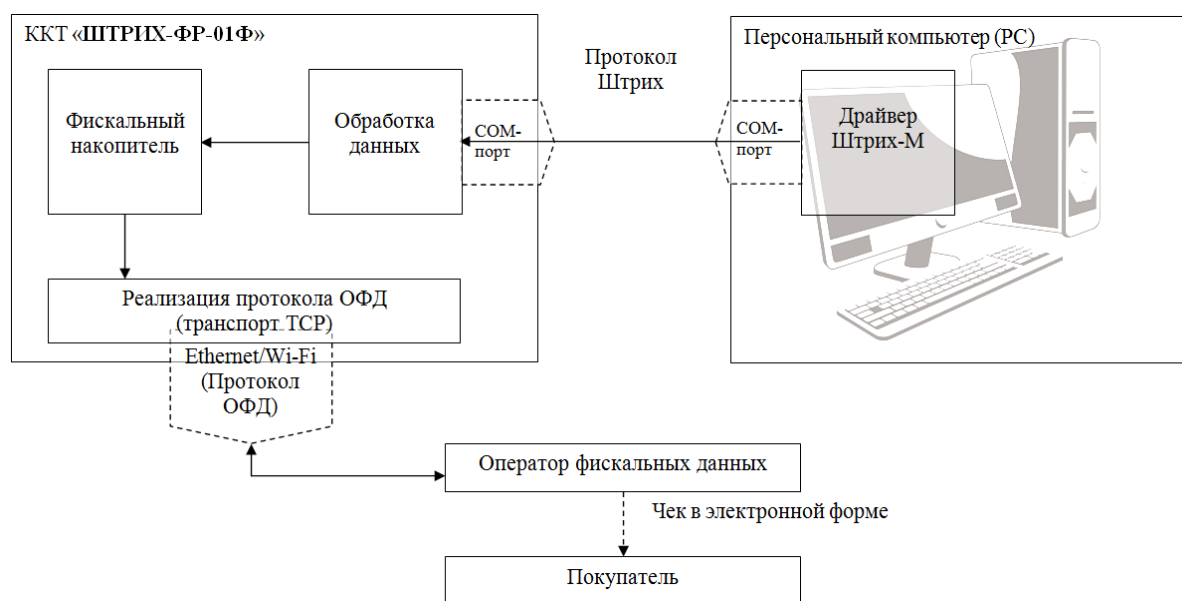 ККТ «ШТРИХ-ФР-01Ф»
Фискальный
накопитель
Обработка
данных
COM-
порт
Протокол
Штрих
Персональный компьютер (PC)
COM-
порт
Драйвер
Штрих-М
Реализация протокола ОФД
(транспорт TCP)
Ethernet/Wi-Fi
(Протокол
ОФД)
Оператор фискальных данных
Чек в электронной форме
Покупатель